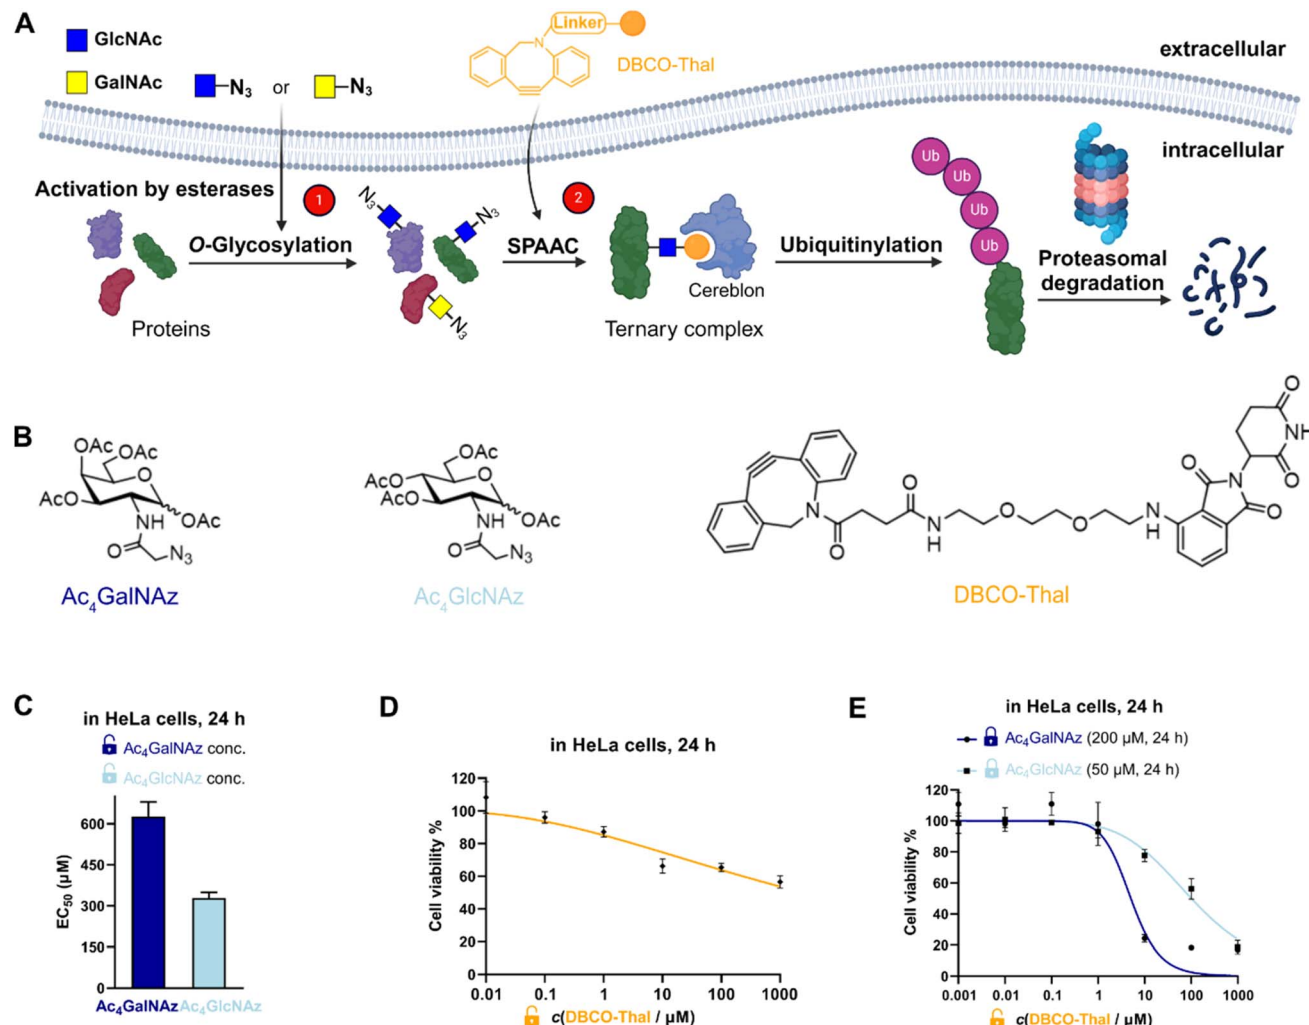 A
GlcNAc
GalNAc
N3 or N3
Linker
DBCO-Thal
extracellular
intracellular
Activation by esterases
1
O-Glycosylation
Proteins
N3
N3
N3
2
SPAAC
Cereblon
Ternary complex
Ubiquitinylation
Ub
Ub
Ub
Ub
Proteasomal
degradation
B
OAc
OAc
O
AcO
NH
OAc
O
N3
Ac4GalNAz
OAc
AcO
O
AcO
NH
OAc
O
N3
Ac4GlcNAz
N
O
O
N
H
O
O
H
N
O
N
O
O
NH
O
DBCO-Thal
C
in HeLa cells, 24 h
Ac4GalNAz conc.
Ac4GlcNAz conc.
EC50 (µM)
600
450
300
150
0
Ac4GalNAz Ac4GlcNAz
D
in HeLa cells, 24 h
Cell viability %
120
100
80
60
40
20
0
0.01 0.1 1 10 100 1000
c(DBCO-Thal / µM)
E
in HeLa cells, 24 h
Ac4GalNAz (200 µM, 24 h)
Ac4GlcNAz (50 µM, 24 h)
Cell viability %
120
100
80
60
40
20
0
0.001 0.01 0.1 1 10 100 1000
c(DBCO-Thal / µM)